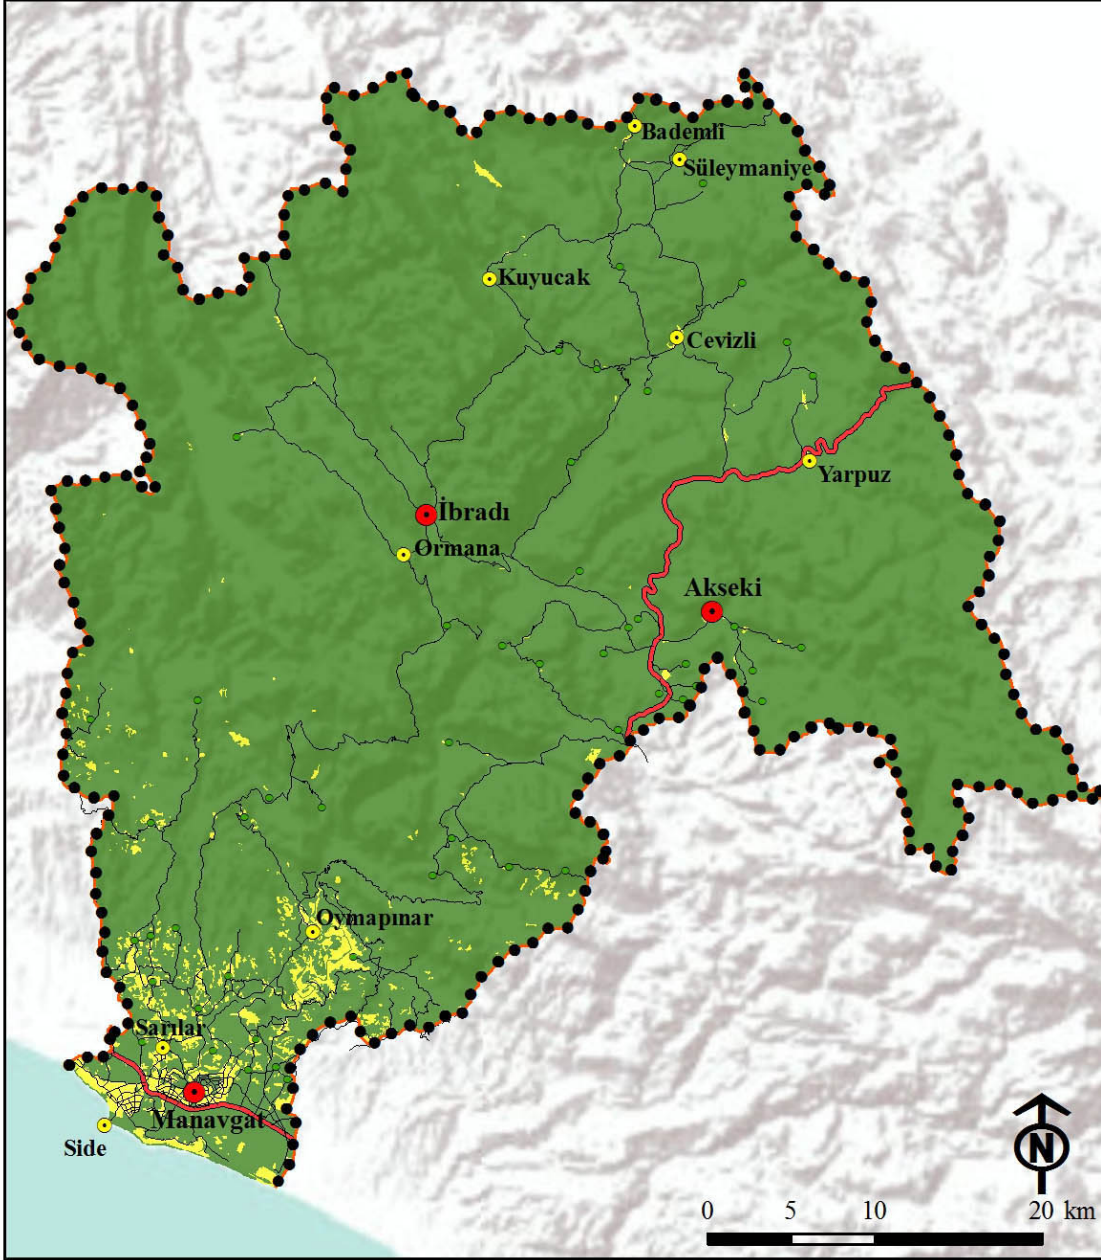 Bademli
Süleymaniye
Kuyucak
Cevizli
Yarpuz
İbradı
Ormana
Akseki
Oymapınar
Sarılar
Manavgat
Side
N
0 5 10 20 km